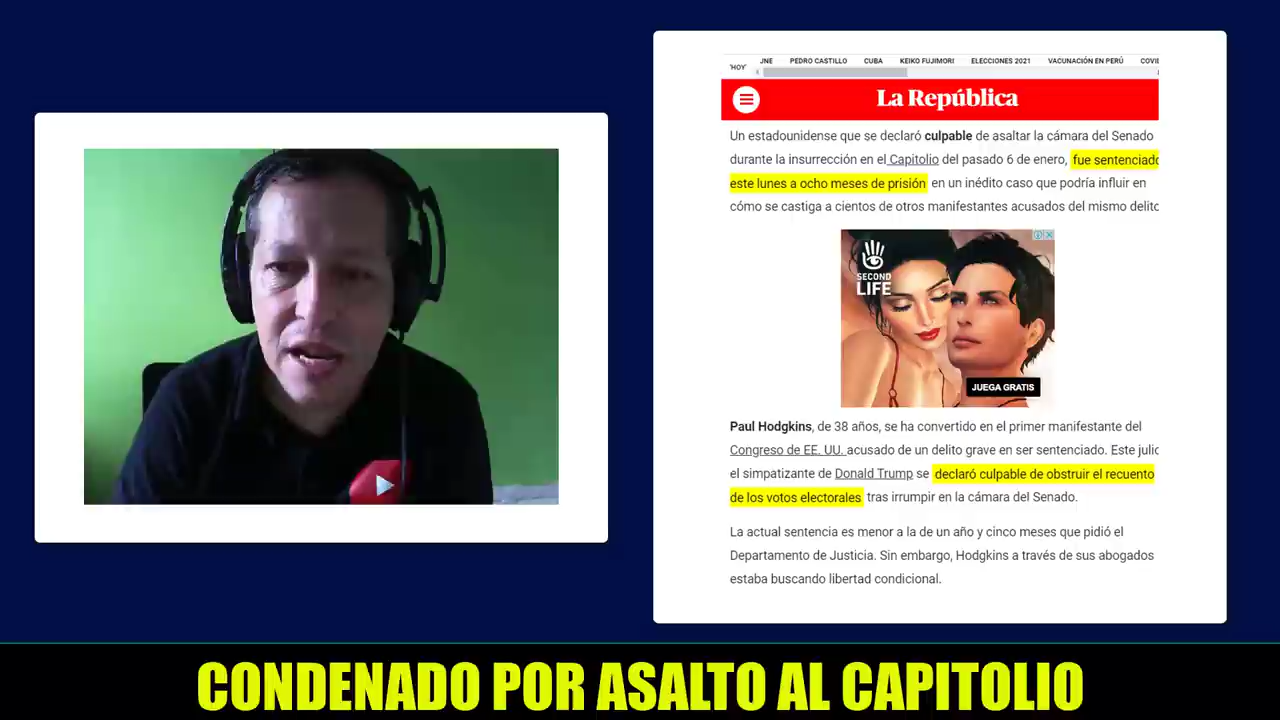 'HOY'
JNE PEDRO CASTILLO CUBA KEIKO FUJIMORI ELECCIONES 2021 VACUNACIÓN EN PERÚ
La República
Un estadounidense que se declaró culpable de asaltar la cámara del Senado
durante la insurrección en el Capitolio del pasado 6 de enero, fue sentenciado
este lunes a ocho meses de prisión en un inédito caso que podría influir en
cómo se castiga a cientos de otros manifestantes acusados del mismo delito
SECOND
LIFE
JUEGA GRATIS
Paul Hodgkins, de 38 años, se ha convertido en el primer manifestante del
Congreso de EE. UU. acusado de un delito grave en ser sentenciado. Este julio
el simpatizante de Donald Trump se declaró culpable de obstruir el recuento
de los votos electorales tras irrumpir en la cámara del Senado.
La actual sentencia es menor a la de un año y cinco meses que pidió el
Departamento de Justicia. Sin embargo, Hodgkins a través de sus abogados
estaba buscando libertad condicional.
CONDENADO POR ASALTO AL CAPITOLIO